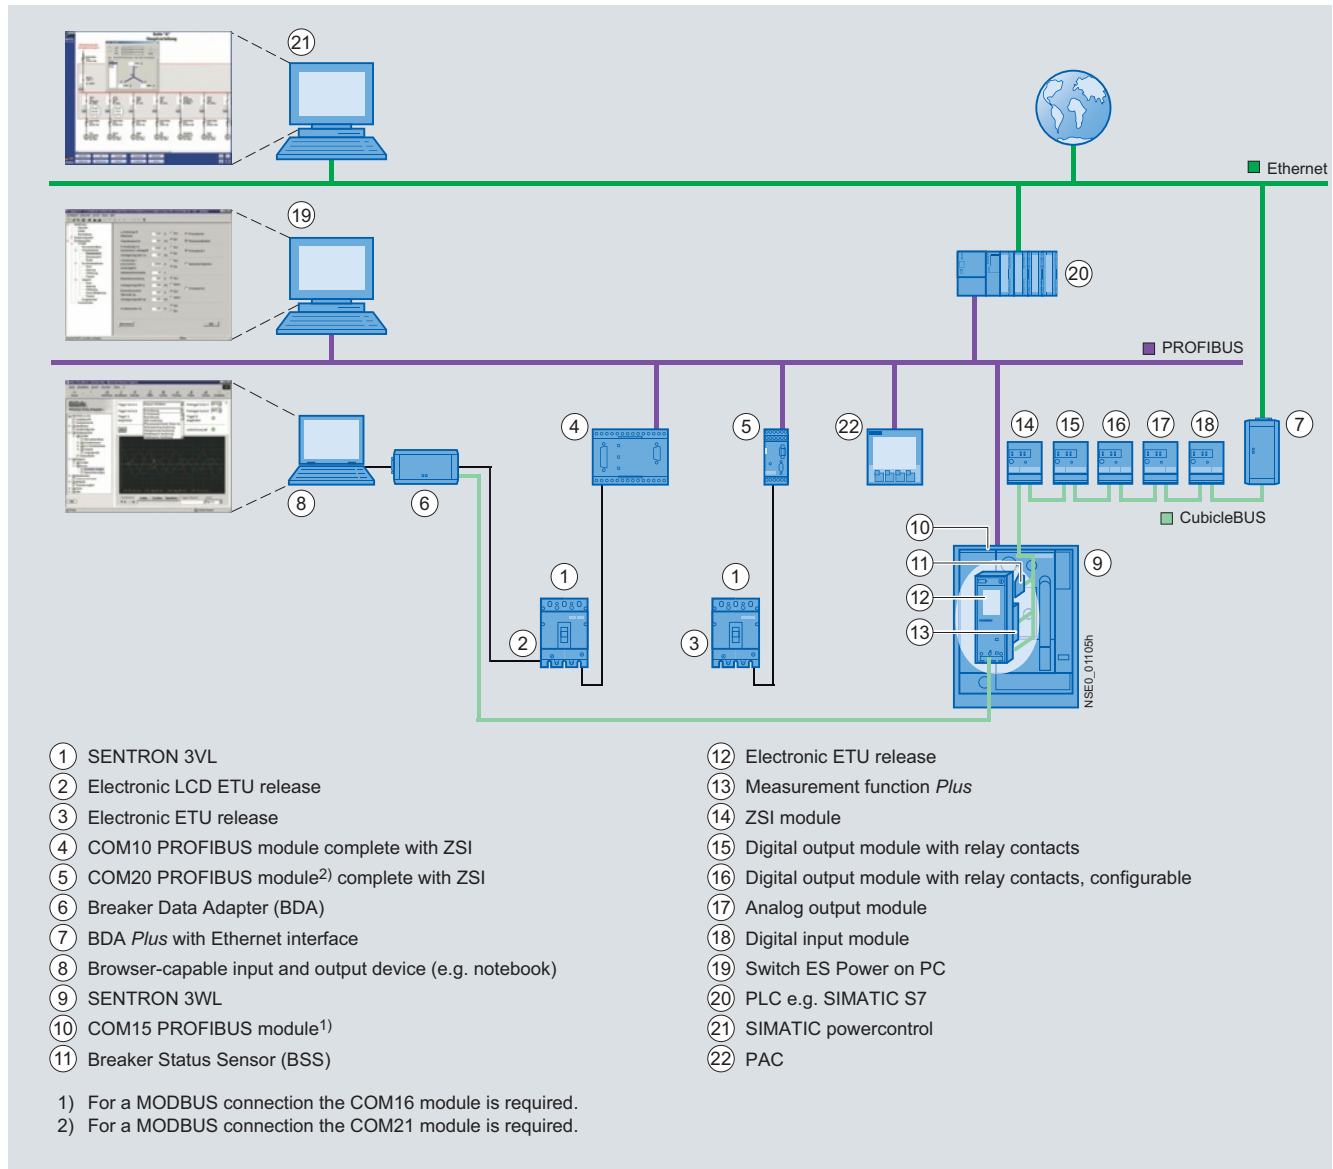 Seite "A"
Hauptverteilung
21
Ethernet
19
20
PROFIBUS
4
5
22
14
15
16
17
18
7
8
6
CubicleBUS
10
11
9
12
13
1
1
2
3
NSE0_01105h
1 SENTRON 3VL
2 Electronic LCD ETU release
3 Electronic ETU release
4 COM10 PROFIBUS module complete with ZSI
5 COM20 PROFIBUS module2) complete with ZSI
6 Breaker Data Adapter (BDA)
7 BDA Plus with Ethernet interface
8 Browser-capable input and output device (e.g. notebook)
9 SENTRON 3WL
10 COM15 PROFIBUS module1)
11 Breaker Status Sensor (BSS)
12 Electronic ETU release
13 Measurement function Plus
14 ZSI module
15 Digital output module with relay contacts
16 Digital output module with relay contacts, configurable
17 Analog output module
18 Digital input module
19 Switch ES Power on PC
20 PLC e.g. SIMATIC S7
21 SIMATIC powercontrol
22 PAC
1) For a MODBUS connection the COM16 module is required.
2) For a MODBUS connection the COM21 module is required.